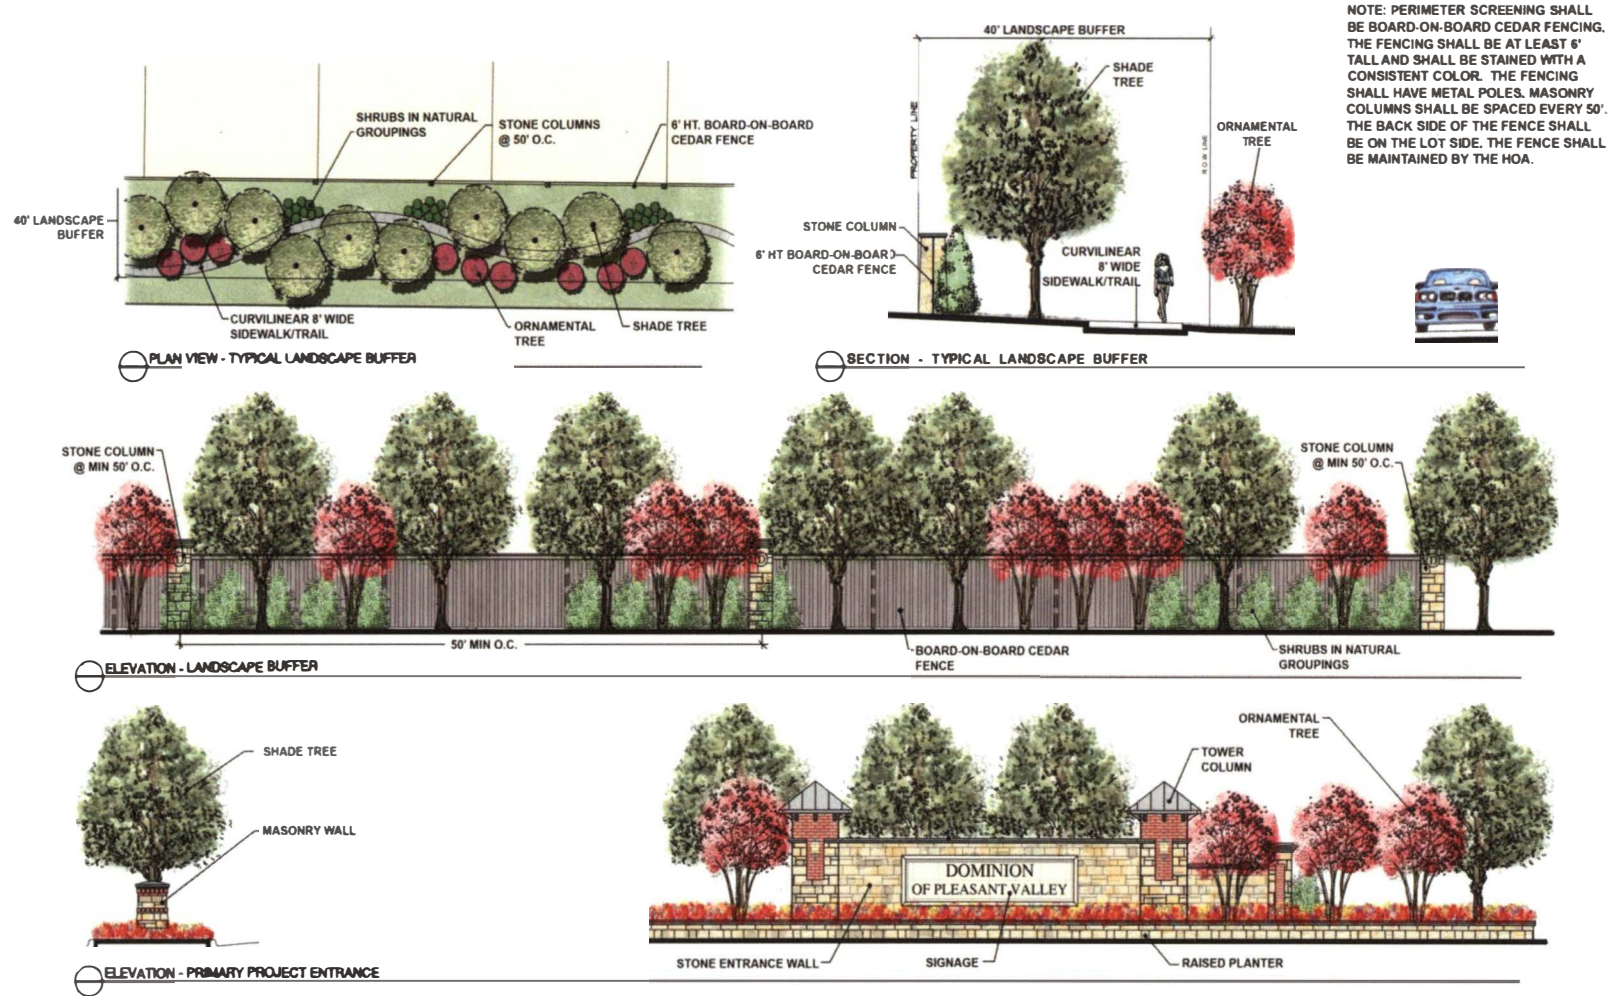 NOTE: PERIMETER SCREENING SHALL
BE BOARD-ON-BOARD CEDAR FENCING.
THE FENCING SHALL BE AT LEAST 6'
TALL AND SHALL BE STAINED WITH A
CONSISTENT COLOR. THE FENCING
SHALL HAVE METAL POLES. MASONRY
COLUMNS SHALL BE SPACED EVERY 50'.
THE BACK SIDE OF THE FENCE SHALL
BE ON THE LOT SIDE. THE FENCE SHALL
BE MAINTAINED BY THE HOA.
SHRUBS IN NATURAL
GROUPINGS
STONE COLUMNS
@ 50' O.C.
6' HT. BOARD-ON-BOARD
CEDAR FENCE
40' LANDSCAPE
BUFFER
CURVILINEAR 8' WIDE
SIDEWALK/TRAIL
ORNAMENTAL
TREE
SHADE TREE
PLAN VIEW - TYPICAL LANDSCAPE BUFFER
40' LANDSCAPE BUFFER
SHADE
TREE
PROPERTY LINE
R.O.W LINE
ORNAMENTAL
TREE
STONE COLUMN
6' HT BOARD-ON-BOARD
CEDAR FENCE
CURVILINEAR
8' WIDE
SIDEWALK/TRAIL
SECTION - TYPICAL LANDSCAPE BUFFER
STONE COLUMN
@ MIN 50' O.C.
STONE COLUMN
@ MIN 50' O.C.
50' MIN O.C.
BOARD-ON-BOARD CEDAR
FENCE
SHRUBS IN NATURAL
GROUPINGS
ELEVATION - LANDSCAPE BUFFER
SHADE TREE
MASONRY WALL
ORNAMENTAL
TREE
TOWER
COLUMN
DOMINION
OF PLEASANT VALLEY
STONE ENTRANCE WALL
SIGNAGE
RAISED PLANTER
ELEVATION - PRIMARY PROJECT ENTRANCE